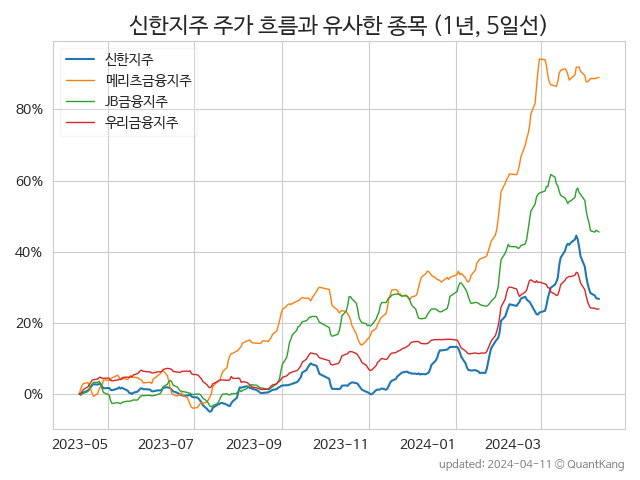 신한지주 주가 흐름과 유사한 종목 (1년, 5일선)
신한지주
메리츠금융지주
JB금융지주
우리금융지주
80%
60%
40%
20%
0%
2023-05 2023-07 2023-09 2023-11 2024-01 2024-03
updated: 2024-04-11 © QuantKang